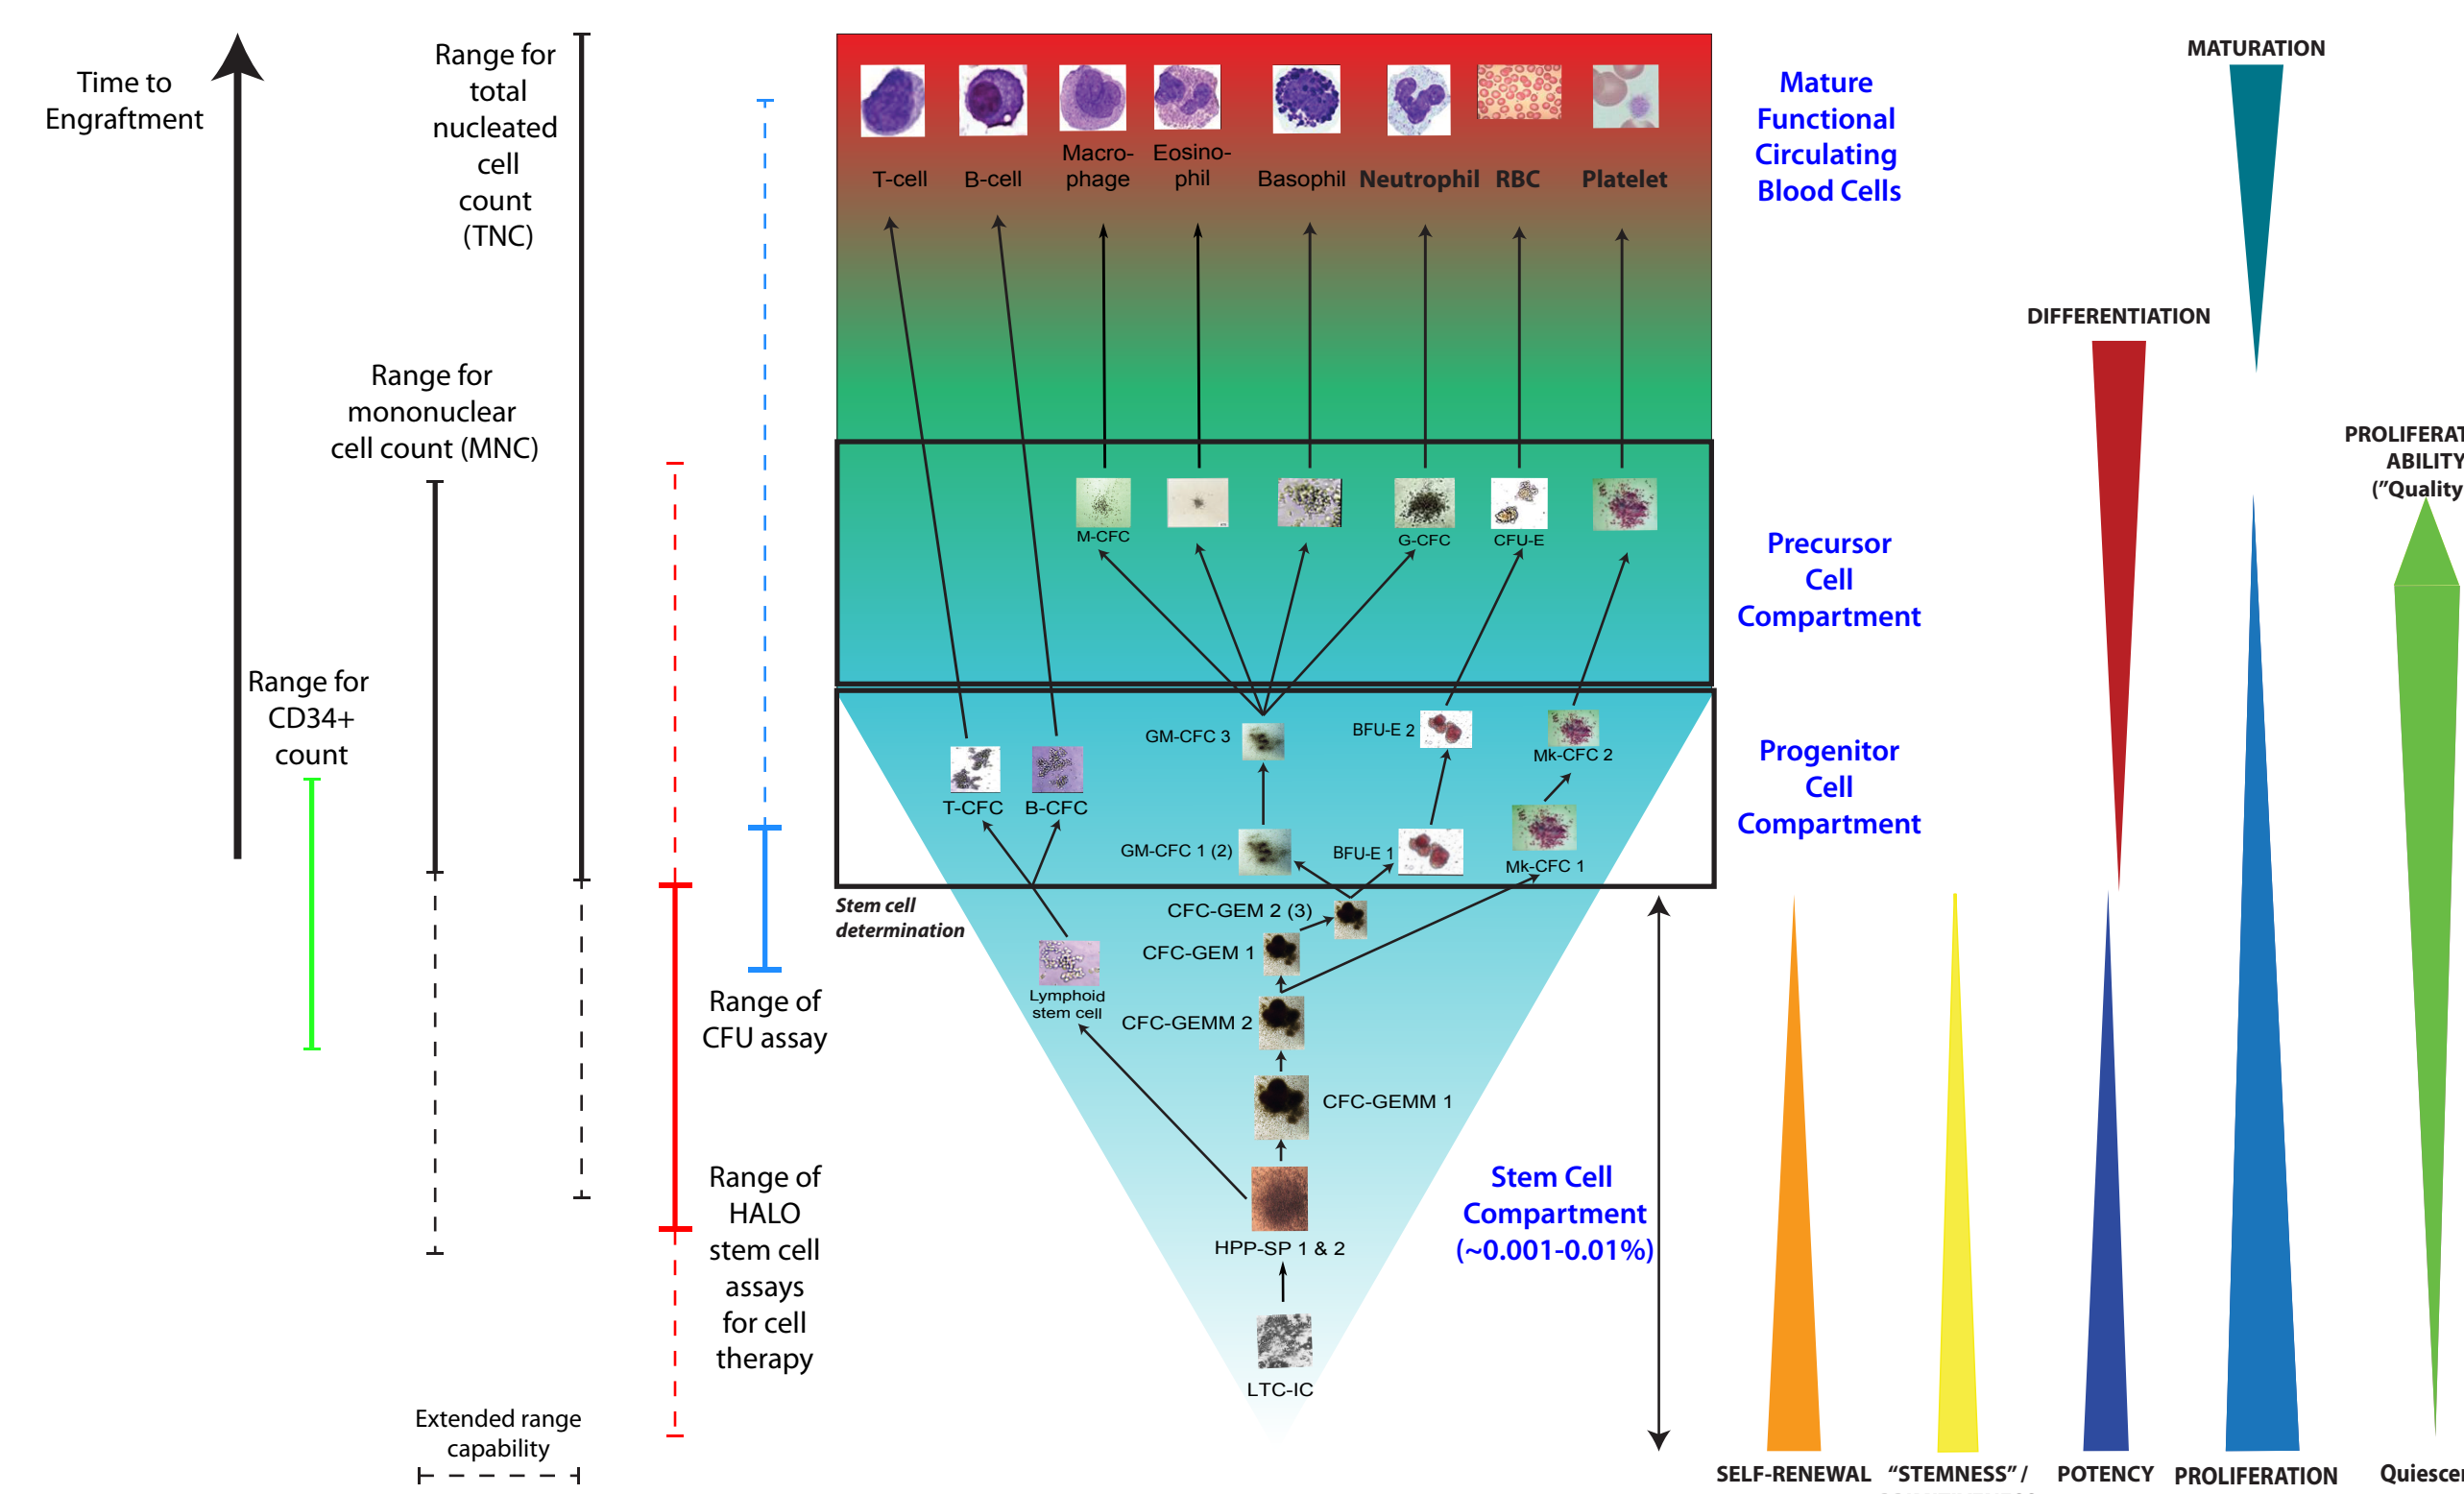 Time to
Engraftment
Range for
total
nucleated
cell
count
(TNC)
Range for
mononuclear
cell count (MNC)
Range for
CD34+
count
Range of
CFU assay
Range of
HALO
stem cell
assays
for cell
therapy
Extended range
capability
T-cell
B-cell
Macro-
phage
Eosino-
phil
Basophil
Neutrophil
RBC
Platelet
M-CFC
G-CFC
CFU-E
GM-CFC 3
BFU-E 2
Mk-CFC 2
T-CFC
B-CFC
GM-CFC 1 (2)
BFU-E 1
Mk-CFC 1
Stem cell
determination
CFC-GEM 2 (3)
CFC-GEM 1
Lymphoid
stem cell
CFC-GEMM 2
CFC-GEMM 1
HPP-SP 1 & 2
LTC-IC
Mature
Functional
Circulating
Blood Cells
Precursor
Cell
Compartment
Progenitor
Cell
Compartment
Stem Cell
Compartment
(~0.001-0.01%)
MATURATION
DIFFERENTIATION
PROLIFERAT
ABILITY
("Quality
SELF-RENEWAL
“STEMNESS” /
POTENCY
PROLIFERATION
Quiescen